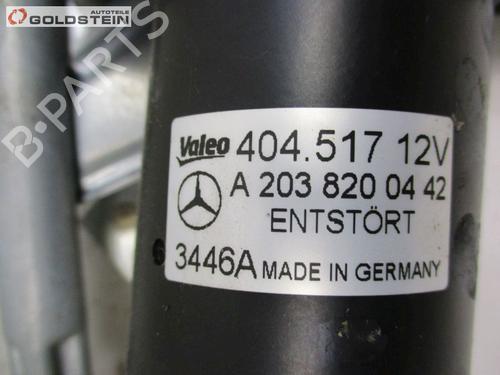 Autoteile
GOLDSTEIN
B-PARTS
Valeo 404.517 12V
A 203 820 04 42
ENTSTÖRT
3446A MADE IN GERMANY